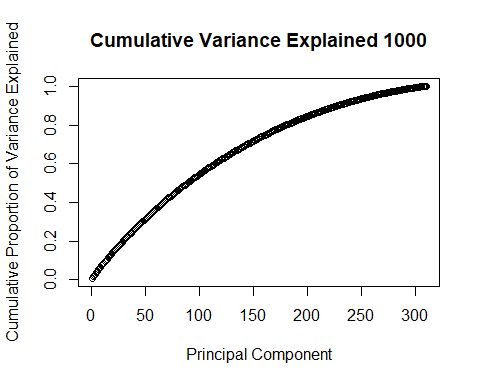 Cumulative Variance Explained 1000
Cumulative Proportion of Variance Explained
1.0
0.8
0.6
0.4
0.2
0.0
0 50 100 150 200 250 300
Principal Component